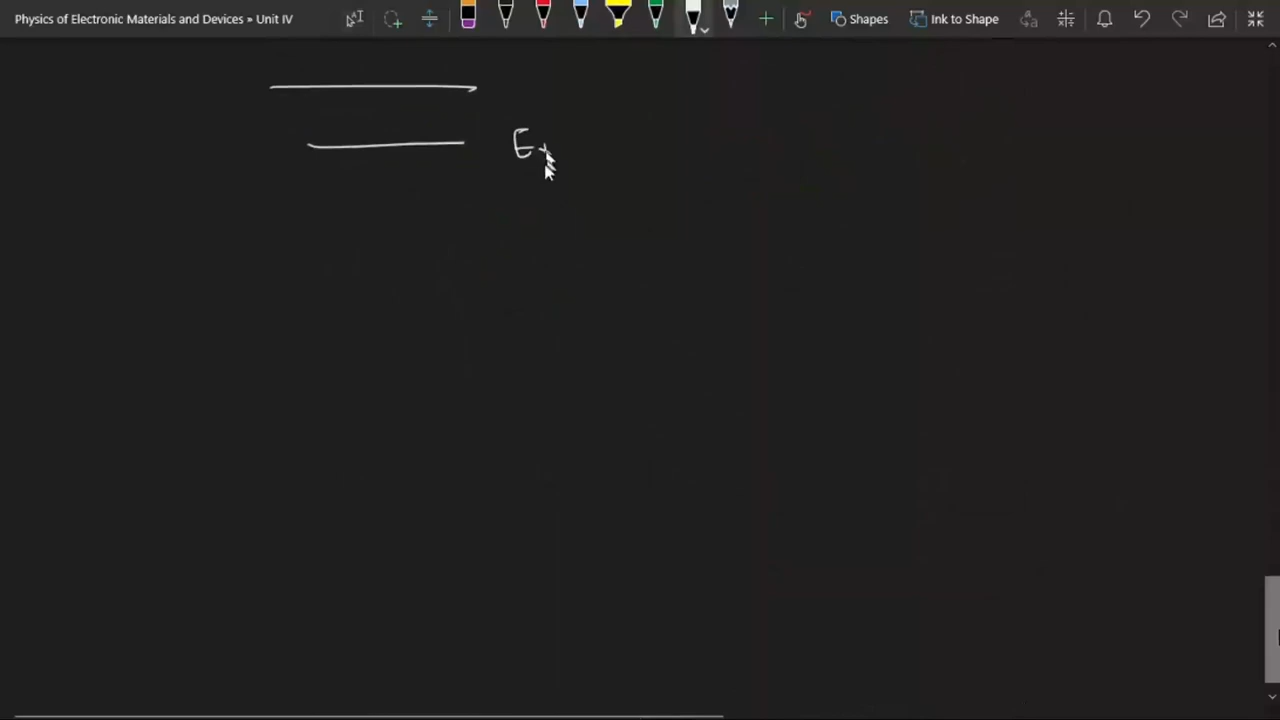 Physics of Electronic Materials and Devices » Unit IV
Shapes
Ink to Shape
E